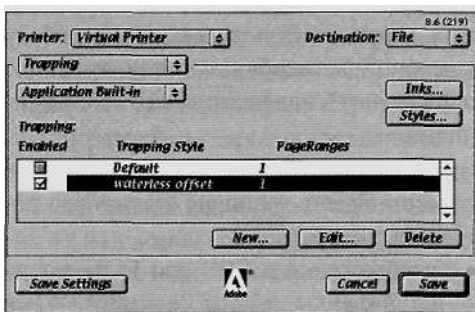 8.6 (219)
Printer: Virtual Printer Destination: File
Trapping
Application Built-in Inks...
Styles...
Trapping:
Enabled Trapping Style PageRanges
Default 1
waterless offset 1
New... Edit... Delete
Save Settings Adobe Cancel Save